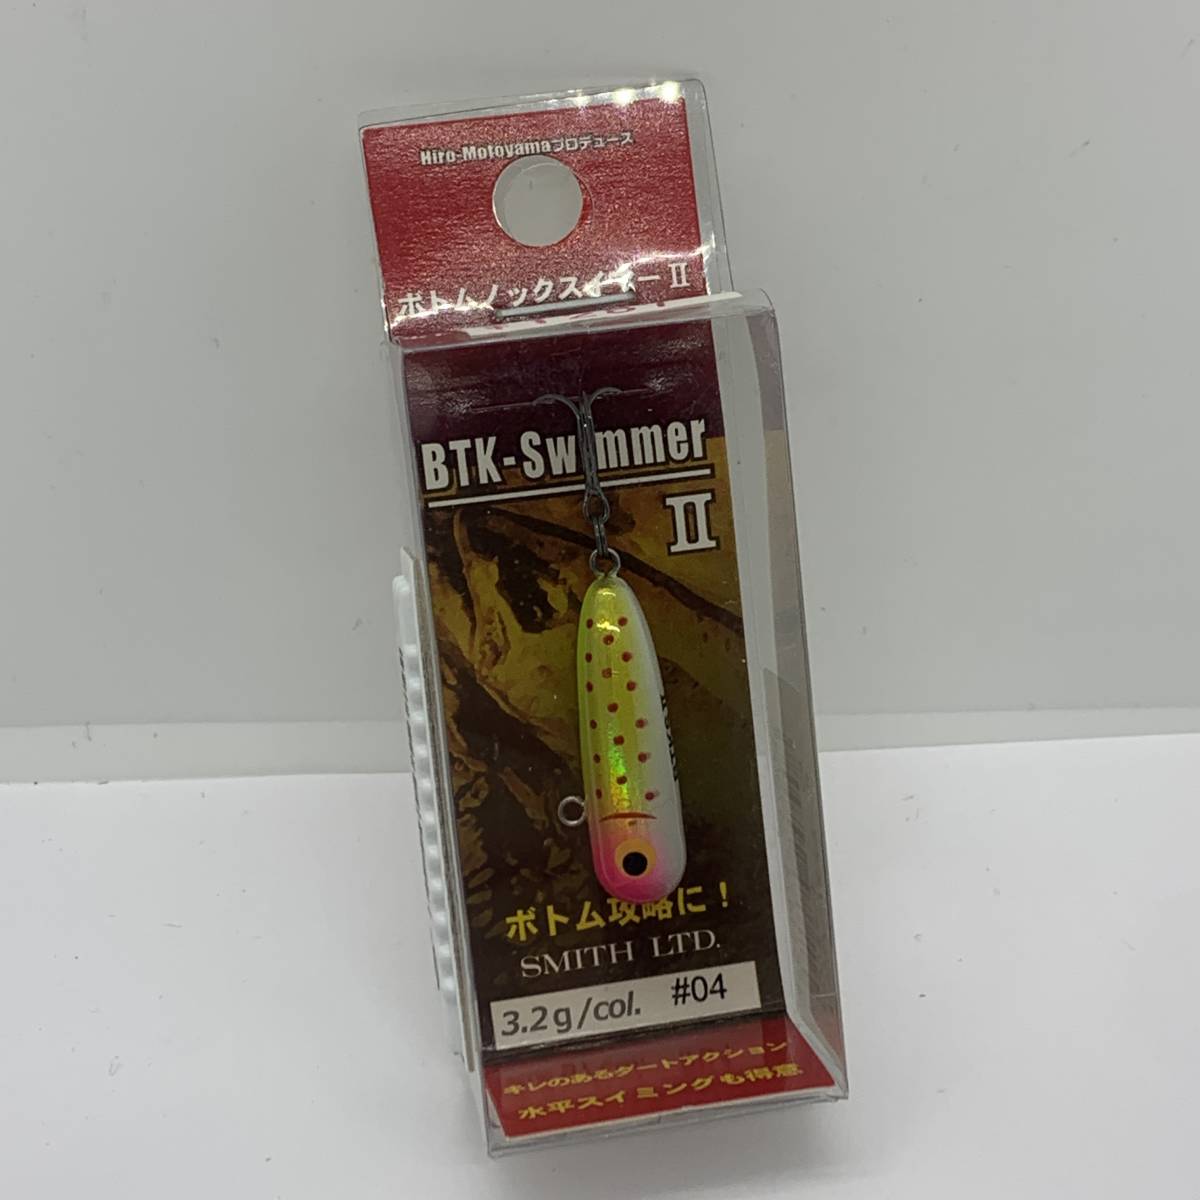 Hiro-Motoyamaプロデュース
ボトムノックスイマーII
BTK-Swimmer
II
ボトム攻略に！
SMITH LTD.
3.2g/col. #04
キレのあるダートアクション
水平スイミングも得意